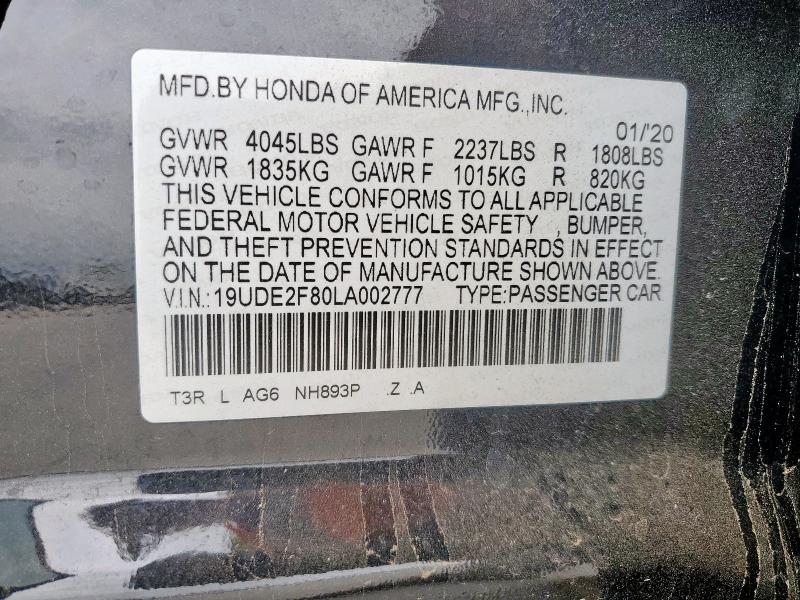 MFD.BY HONDA OF AMERICA MFG.,INC.
01/'20
GVWR 4045LBS GAWR F 2237LBS R 1808LBS
GVWR 1835KG GAWR F 1015KG R 820KG
THIS VEHICLE CONFORMS TO ALL APPLICABLE
FEDERAL MOTOR VEHICLE SAFETY , BUMPER,
AND THEFT PREVENTION STANDARDS IN EFFECT
ON THE DATE OF MANUFACTURE SHOWN ABOVE.
V.I.N.:19UDE2F80LA002777 TYPE:PASSENGER CAR
T3R L AG6 NH893P .Z .A